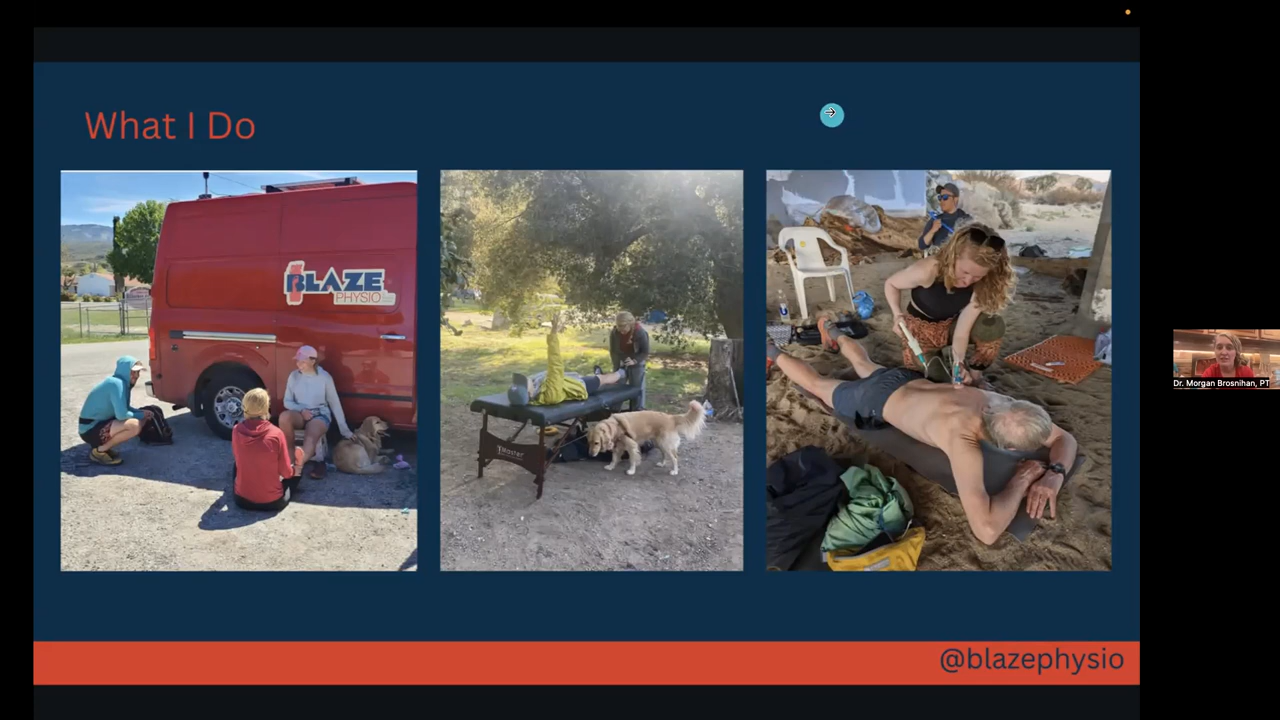 What I Do
BLAZE
PHYSIO
Master
@blazephysio
Dr. Morgan Brosnihan, PT